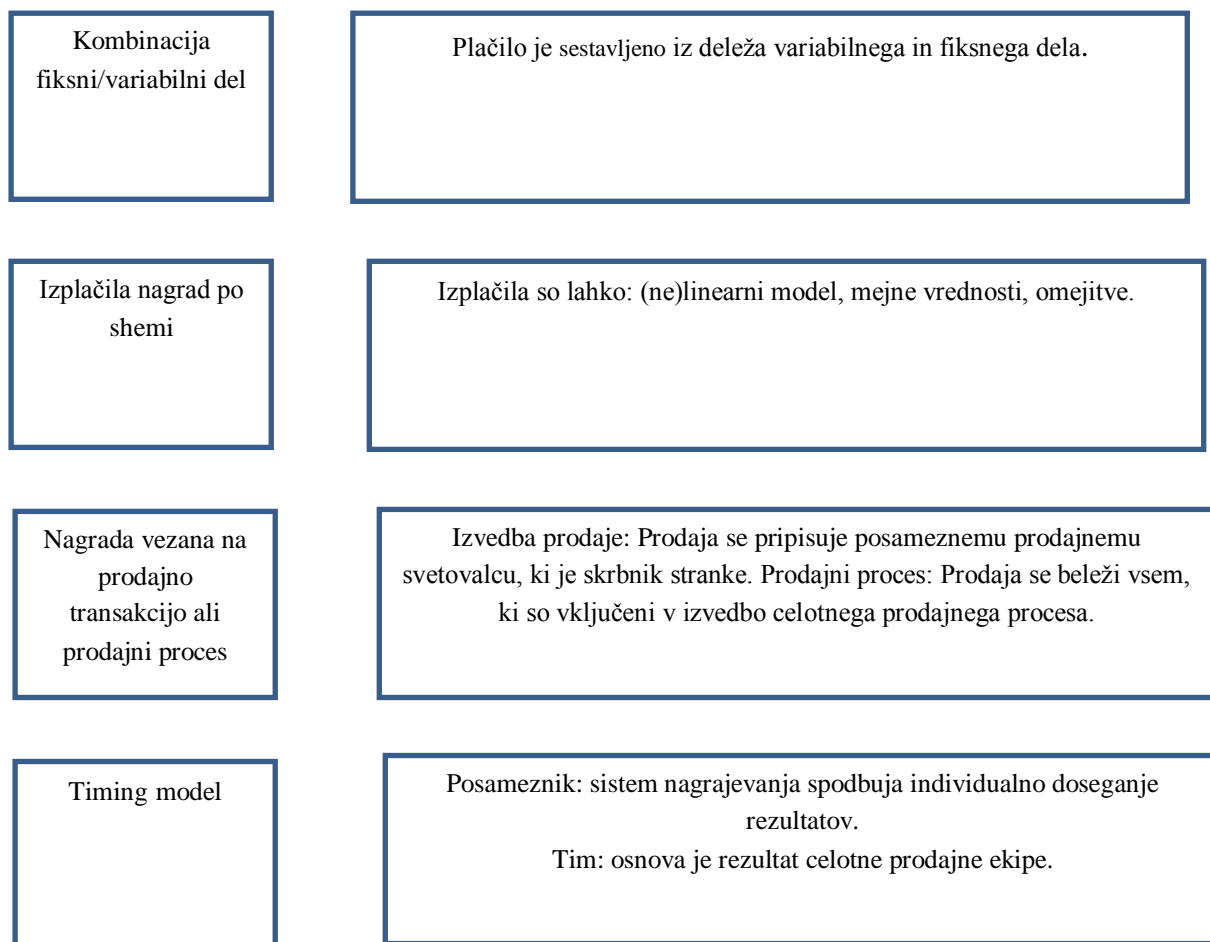 Kombinacija
fiksni/variabilni del
Plačilo je sestavljeno iz deleža variabilnega in fiksnega dela.
Izplačila nagrad po
shemi
Izplačila so lahko: (ne)linearni model, mejne vrednosti, omejitve.
Nagrada vezana na
prodajno
transakcijo ali
prodajni proces
Izvedba prodaje: Prodaja se pripisuje posameznemu prodajnemu
svetovalcu, ki je skrbnik stranke. Prodajni proces: Prodaja se beleži vsem,
ki so vključeni v izvedbo celotnega prodajnega procesa.
Timing model
Posameznik: sistem nagrajevanja spodbuja individualno doseganje
rezultatov.
Tim: osnova je rezultat celotne prodajne ekipe.